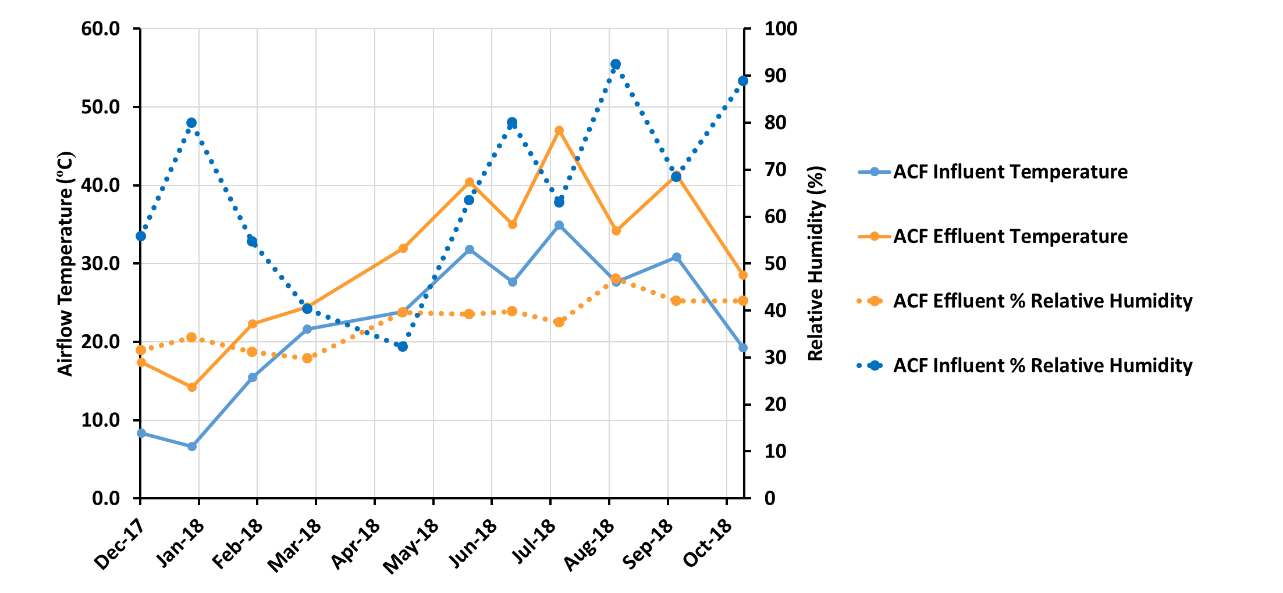 60.0
50.0
40.0
30.0
20.0
10.0
0.0
Airflow Temperature (ºC)
100
90
80
70
60
50
40
30
20
10
0
Relative Humidity (%)
Dec-17
Jan-18
Feb-18
Mar-18
Apr-18
May-18
Jun-18
Jul-18
Aug-18
Sep-18
Oct-18
ACF Influent Temperature
ACF Effluent Temperature
ACF Effluent % Relative Humidity
ACF Influent % Relative Humidity